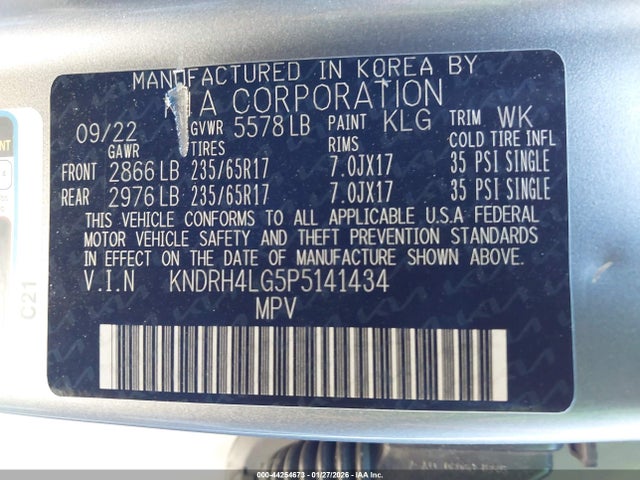 MANUFACTURED IN KOREA BY
KIA CORPORATION
09/22 GVWR 5578LB PAINT KLG TRIM WK
GAWR TIRES RIMS COLD TIRE INFL
FRONT 2866LB 235/65R17 7.0JX17 35 PSI SINGLE
REAR 2976LB 235/65R17 7.0JX17 35 PSI SINGLE
THIS VEHICLE CONFORMS TO ALL APPLICABLE U.S.A FEDERAL
MOTOR VEHICLE SAFETY AND THEFT PREVENTION STANDARDS
IN EFFECT ON THE DATE OF MANUFACTURE SHOWN ABOVE.
V.I.N KNDRH4LG5P5141434
MPV
C21
000-44254673 - 01/27/2026 - IAA Inc.